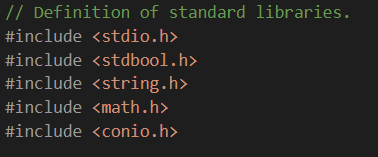 // Definition of standard libraries.
#include <stdio.h>
#include <stdbool.h>
#include <string.h>
#include <math.h>
#include <conio.h>